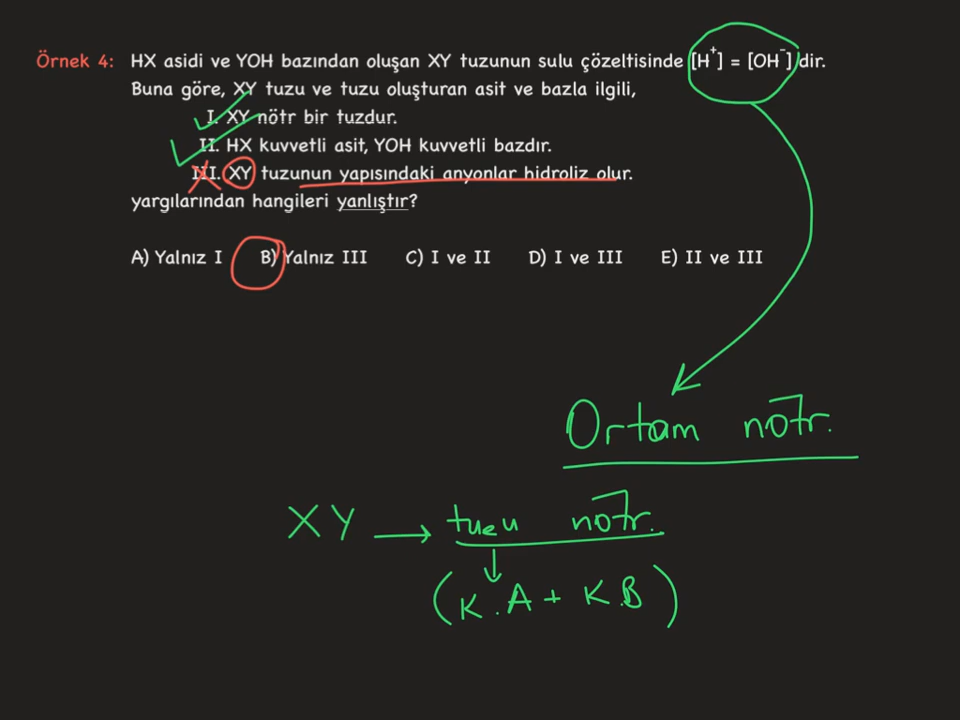 Örnek 4: HX asidi ve YOH bazından oluşan XY tuzunun sulu çözeltisinde [H⁺] = [OH⁻] dir.
Buna göre, XY tuzu ve tuzu oluşturan asit ve bazla ilgili,
I. XY nötr bir tuzdur.
II. HX kuvvetli asit, YOH kuvvetli bazdır.
III. XY tuzunun yapısındaki anyonlar hidroliz olur.
yargılarından hangileri yanlıştır?
A) Yalnız I B) Yalnız III C) I ve II D) I ve III E) II ve III
Ortam nötr.
XY → tuzu nötr.
(K.A + K.B)